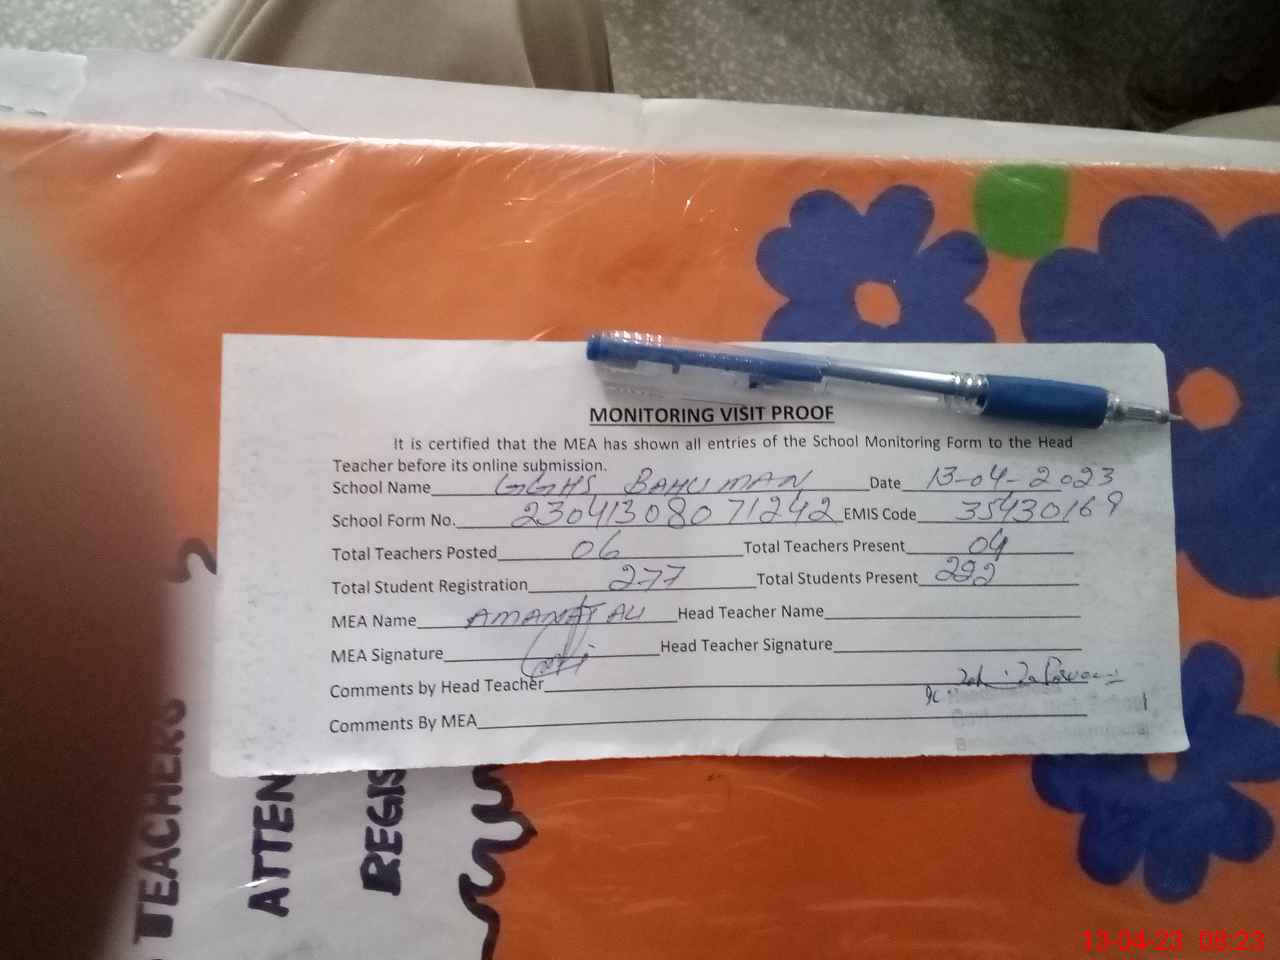 MONITORING VISIT PROOF
It is certified that the MEA has shown all entries of the School Monitoring Form to the Head
Teacher before its online submission.
School Name GGHS BAHUMAN Date 13-04-2023
School Form No. 23041308071242 EMIS Code 35430169
Total Teachers Posted 06 Total Teachers Present 04
Total Student Registration 277 Total Students Present 222
MEA Name AMANAT ALI Head Teacher Name
MEA Signature Head Teacher Signature
Comments by Head Teacher
Comments By MEA
TEACHERS
ATTEN
REGIS
13-04-23 08:23